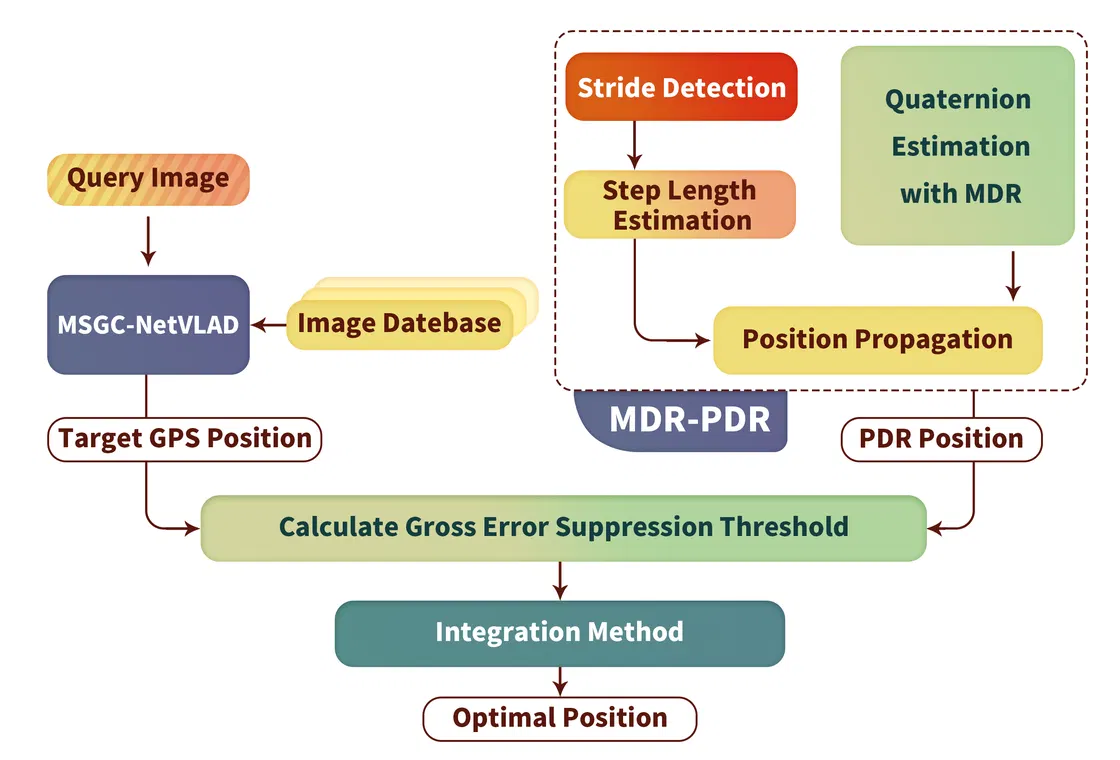 Stride Detection
Quaternion
Estimation
with MDR
Query Image
Step Length
Estimation
MSGC-NetVLAD
Image Datebase
Position Propagation
MDR-PDR
Target GPS Position
PDR Position
Calculate Gross Error Suppression Threshold
Integration Method
Optimal Position